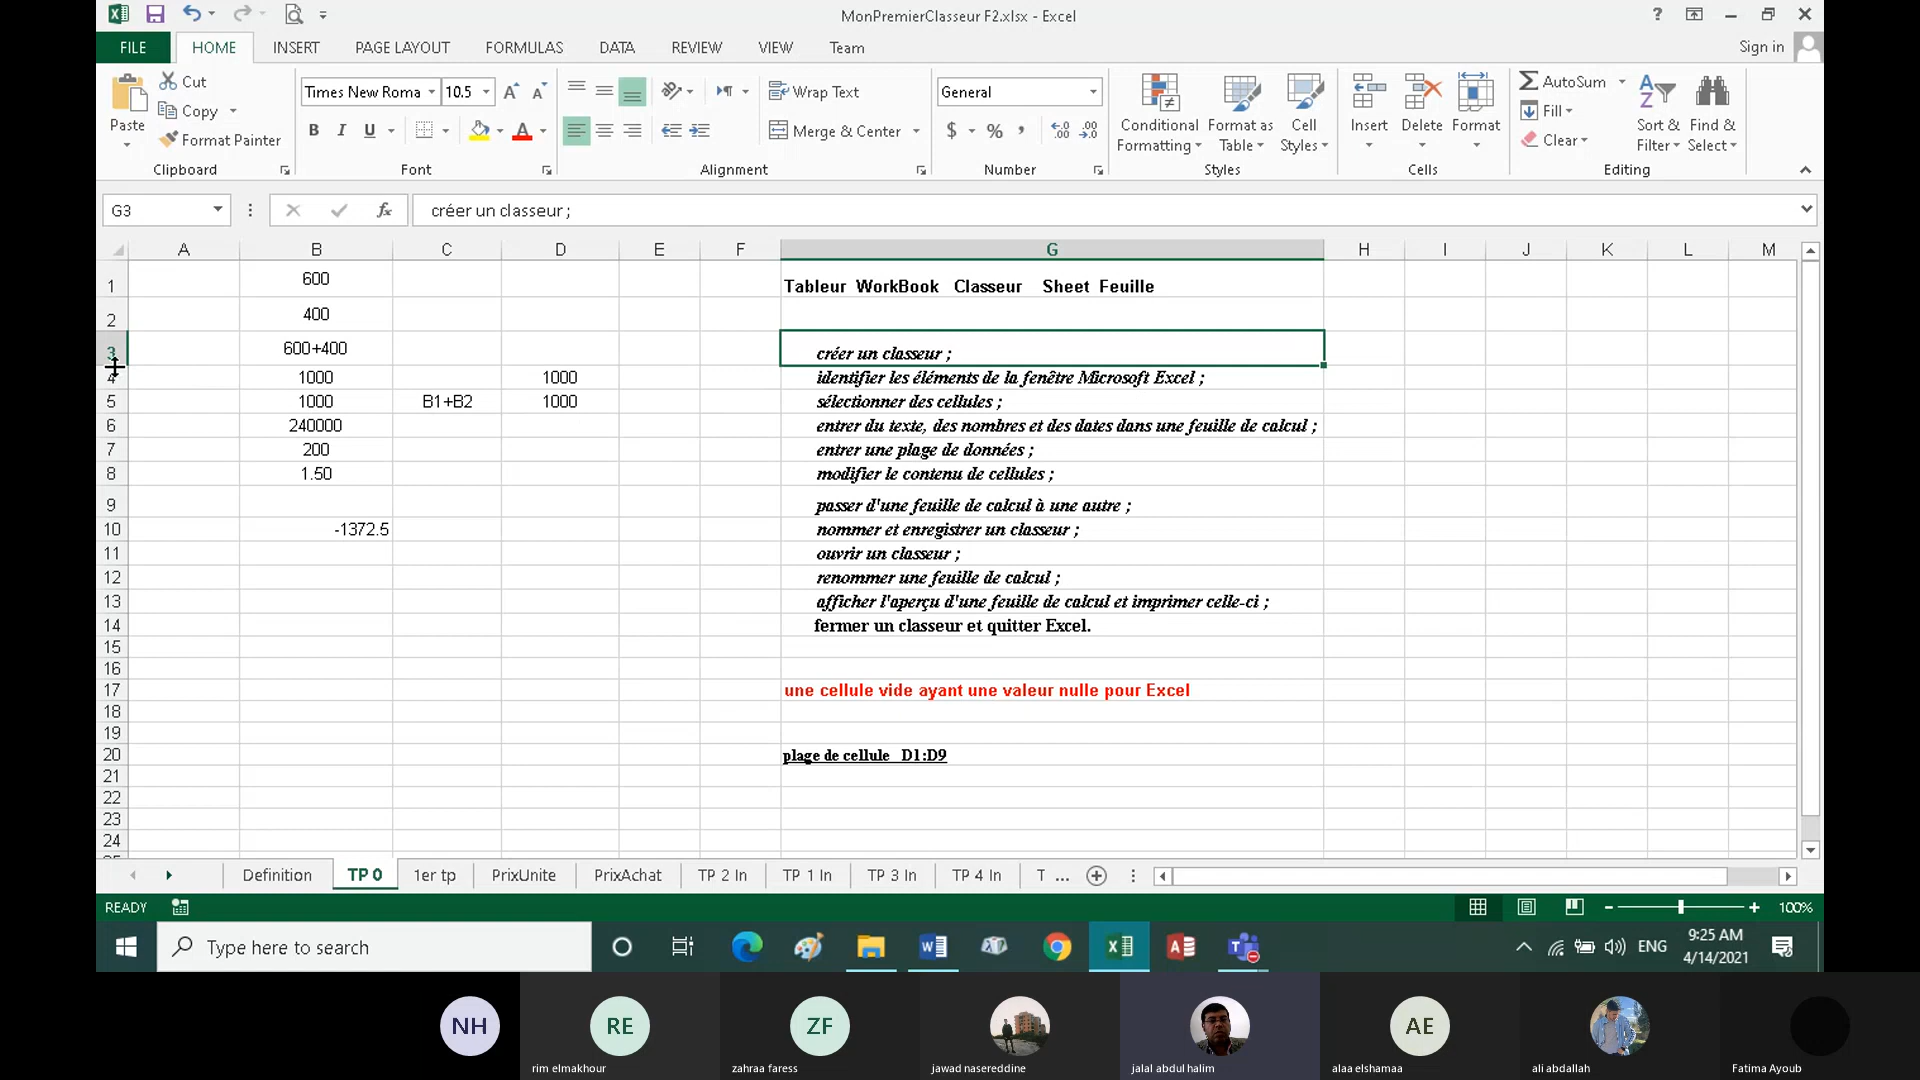 MonPremierClasseur F2.xlsx - Excel
?
FILE HOME INSERT PAGE LAYOUT FORMULAS DATA REVIEW VIEW Team Sign in
Paste Cut Copy Format Painter Clipboard
Times New Roma 10.5 A A
B I U A Font
Wrap Text Merge & Center Alignment
General $ % , .00 .0 Number
Conditional Formatting Format as Table Cell Styles Styles
Insert Delete Format Cells
AutoSum Fill Clear Sort & Filter Find & Select Editing
G3 fx créer un classeur ;
A B C D E F G H I J K L M
1 600 Tableur WorkBook Classeur Sheet Feuille
2 400
3 600+400 créer un classeur ;
4 1000 1000 identifier les éléments de la fenêtre Microsoft Excel ;
5 1000 B1+B2 1000 sélectionner des cellules ;
6 240000 entrer du texte, des nombres et des dates dans une feuille de calcul ;
7 200 entrer une plage de données ;
8 1.50 modifier le contenu de cellules ;
9 passer d'une feuille de calcul à une autre ;
10 -1372.5 nommer et enregistrer un classeur ;
11 ouvrir un classeur ;
12 renommer une feuille de calcul ;
13 afficher l'aperçu d'une feuille de calcul et imprimer celle-ci ;
14 fermer un classeur et quitter Excel.
15
16
17 une cellule vide ayant une valeur nulle pour Excel
18
19
20 plage de cellule D1:D9
21
22
23
24
Definition TP 0 1er tp PrixUnite PrixAchat TP 2 In TP 1 In TP 3 In TP 4 In T ...
READY 100%
Type here to search ENG 9:25 AM
4/14/2021
NH RE ZF AE
rim elmakhour zahraa faress jawad nasereddine jalal abdul halim alaa elshamaa ali abdallah Fatima Ayoub